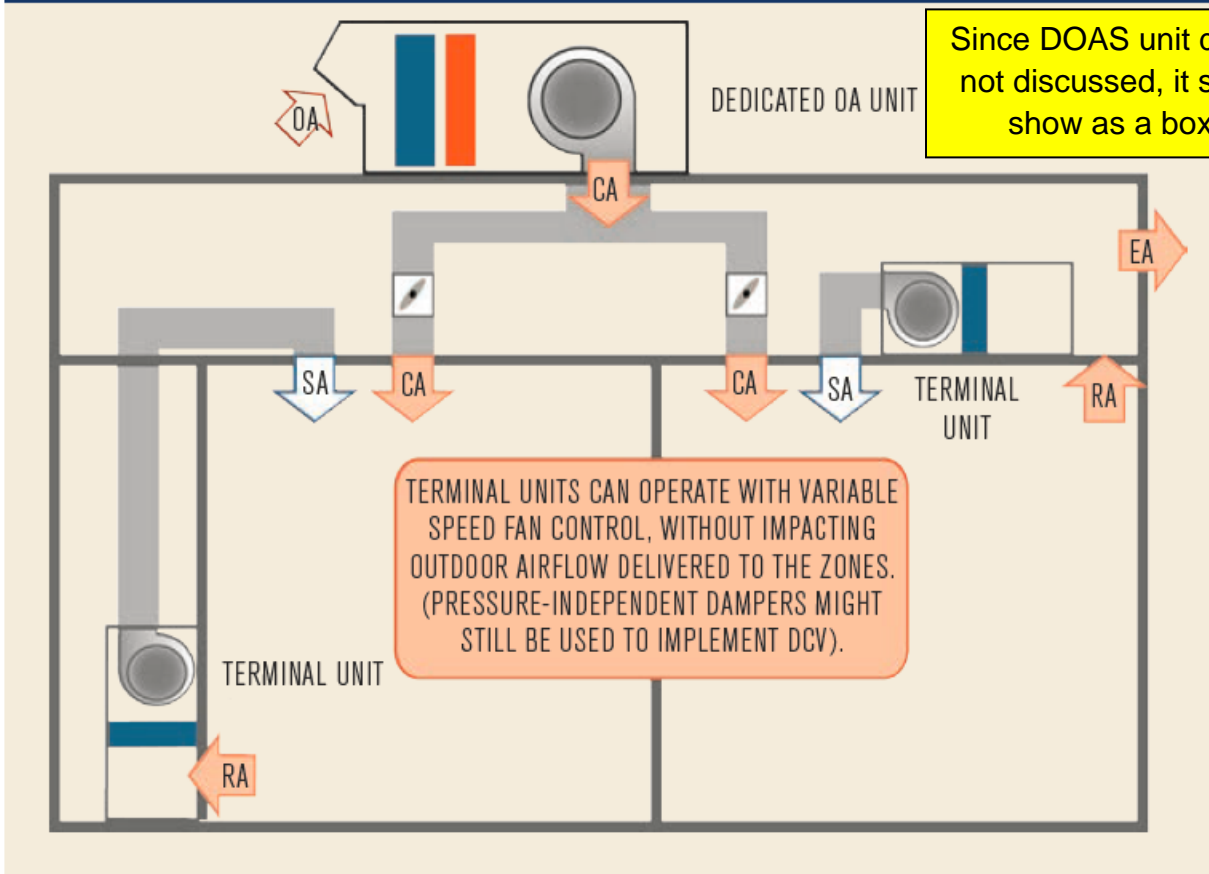 Since DOAS unit
not discussed, it
show as a box
OA
DEDICATED OA UNIT
CA
EA
SA
CA
CA
SA
TERMINAL
UNIT
RA
TERMINAL UNITS CAN OPERATE WITH VARIABLE
SPEED FAN CONTROL, WITHOUT IMPACTING
OUTDOOR AIRFLOW DELIVERED TO THE ZONES.
(PRESSURE-INDEPENDENT DAMPERS MIGHT
STILL BE USED TO IMPLEMENT DCV).
TERMINAL UNIT
RA